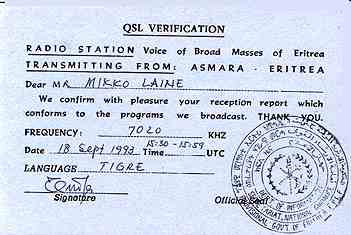 QSL VERIFICATION
RADIO STATION Voice of Broad Masses of Eritrea
TRANSMITTING FROM: ASMARA - ERITREA
Dear MR MIKKO LAINE
We confirm with pleasure your reception report which
conforms to the programs we broadcast. THANK YOU.
FREQUENCY: 7020 KHZ
Date 18 Sept 1993 Time 15:30 - 15:59 UTC
LANGUAGE TIGRE
Signature Official Seal